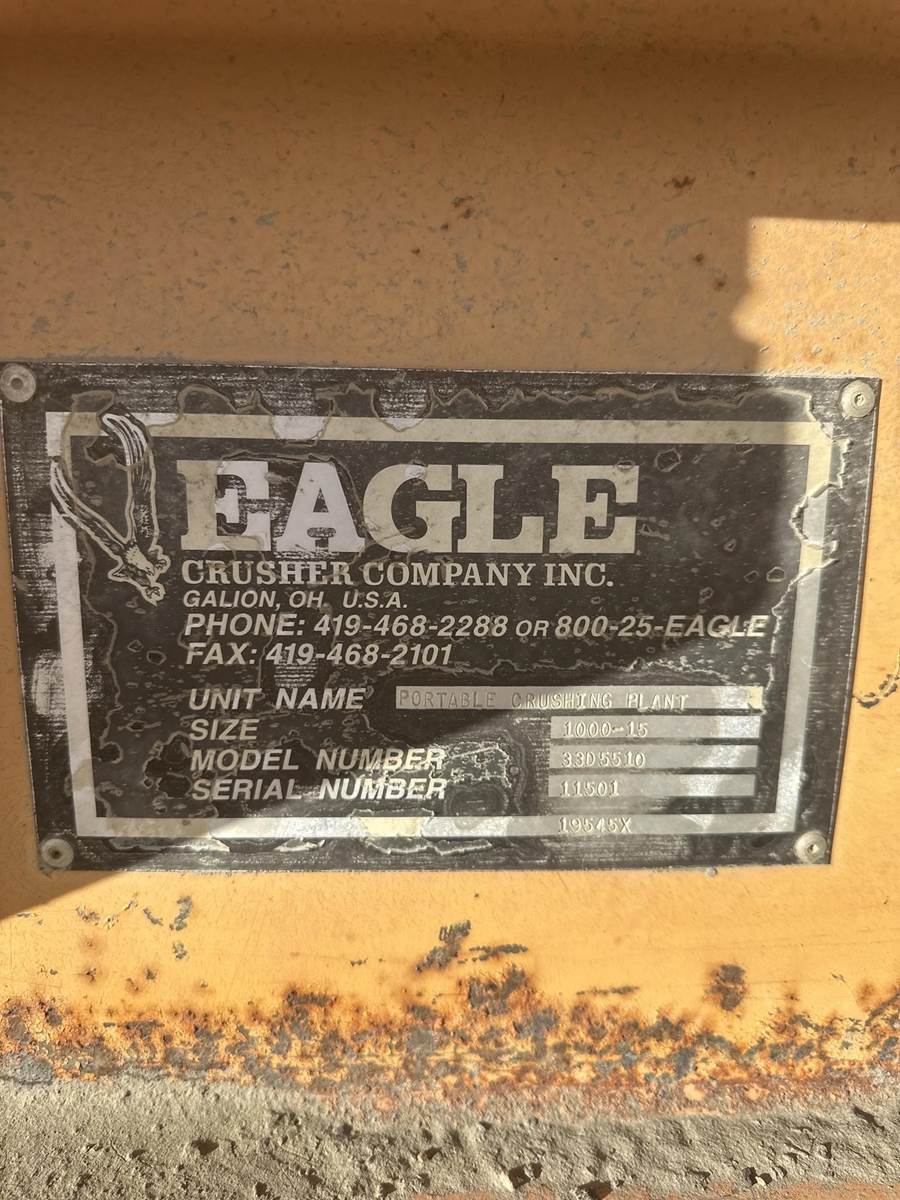 EAGLE
CRUSHER COMPANY INC.
GALION, OH, U.S.A.
PHONE: 419-468-2288 OR 800-25-EAGLE
FAX: 419-468-2101
UNIT NAME PORTABLE CRUSHING PLANT
SIZE 1000-15
MODEL NUMBER 33D5510
SERIAL NUMBER 11501
19545X